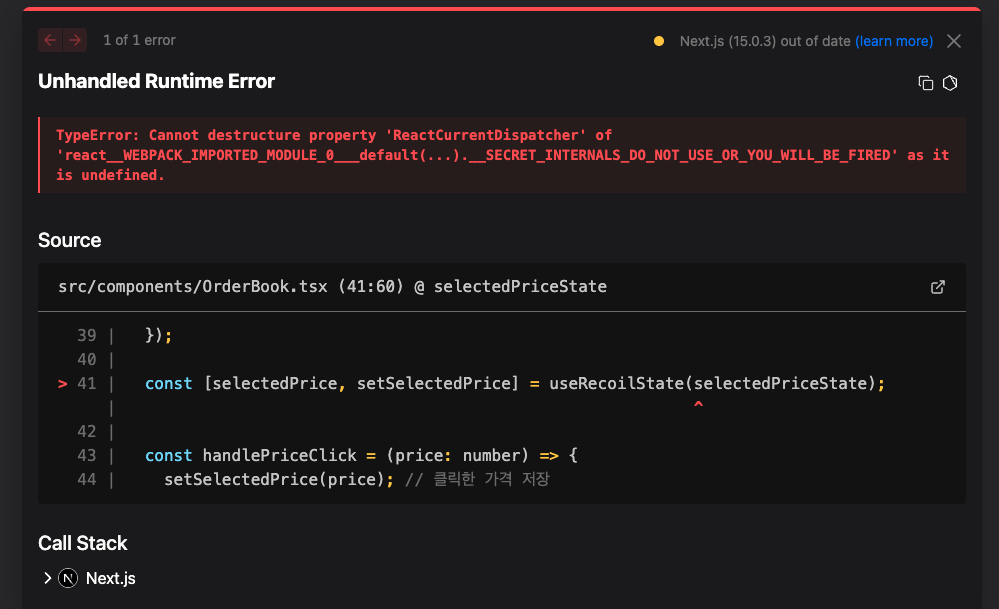 1 of 1 error
Next.js (15.0.3) out of date (learn more)
Unhandled Runtime Error
TypeError: Cannot destructure property 'ReactCurrentDispatcher' of
'react__WEBPACK_IMPORTED_MODULE_0___default(...).__SECRET_INTERNALS_DO_NOT_USE_OR_YOU_WILL_BE_FIRED' as it
is undefined.
Source
src/components/OrderBook.tsx (41:60) @ selectedPriceState
39 | });
40 |
> 41 | const [selectedPrice, setSelectedPrice] = useRecoilState(selectedPriceState);
| ^
42 |
43 | const handlePriceClick = (price: number) => {
44 | setSelectedPrice(price); // 클릭한 가격 저장
Call Stack
N Next.js